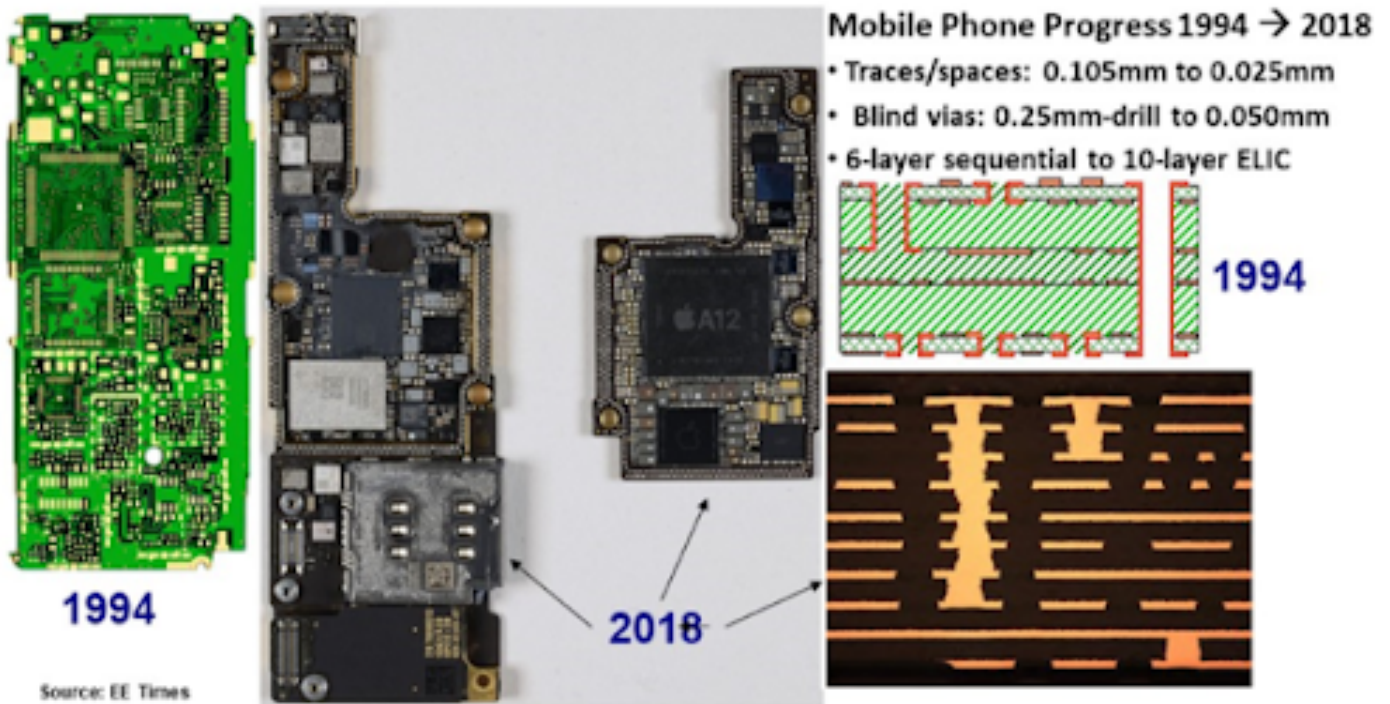 Mobile Phone Progress 1994 → 2018
• Traces/spaces: 0.105mm to 0.025mm
• Blind vias: 0.25mm-drill to 0.050mm
• 6-layer sequential to 10-layer ELIC
A12
1994
1994
2018
Source: EE Times